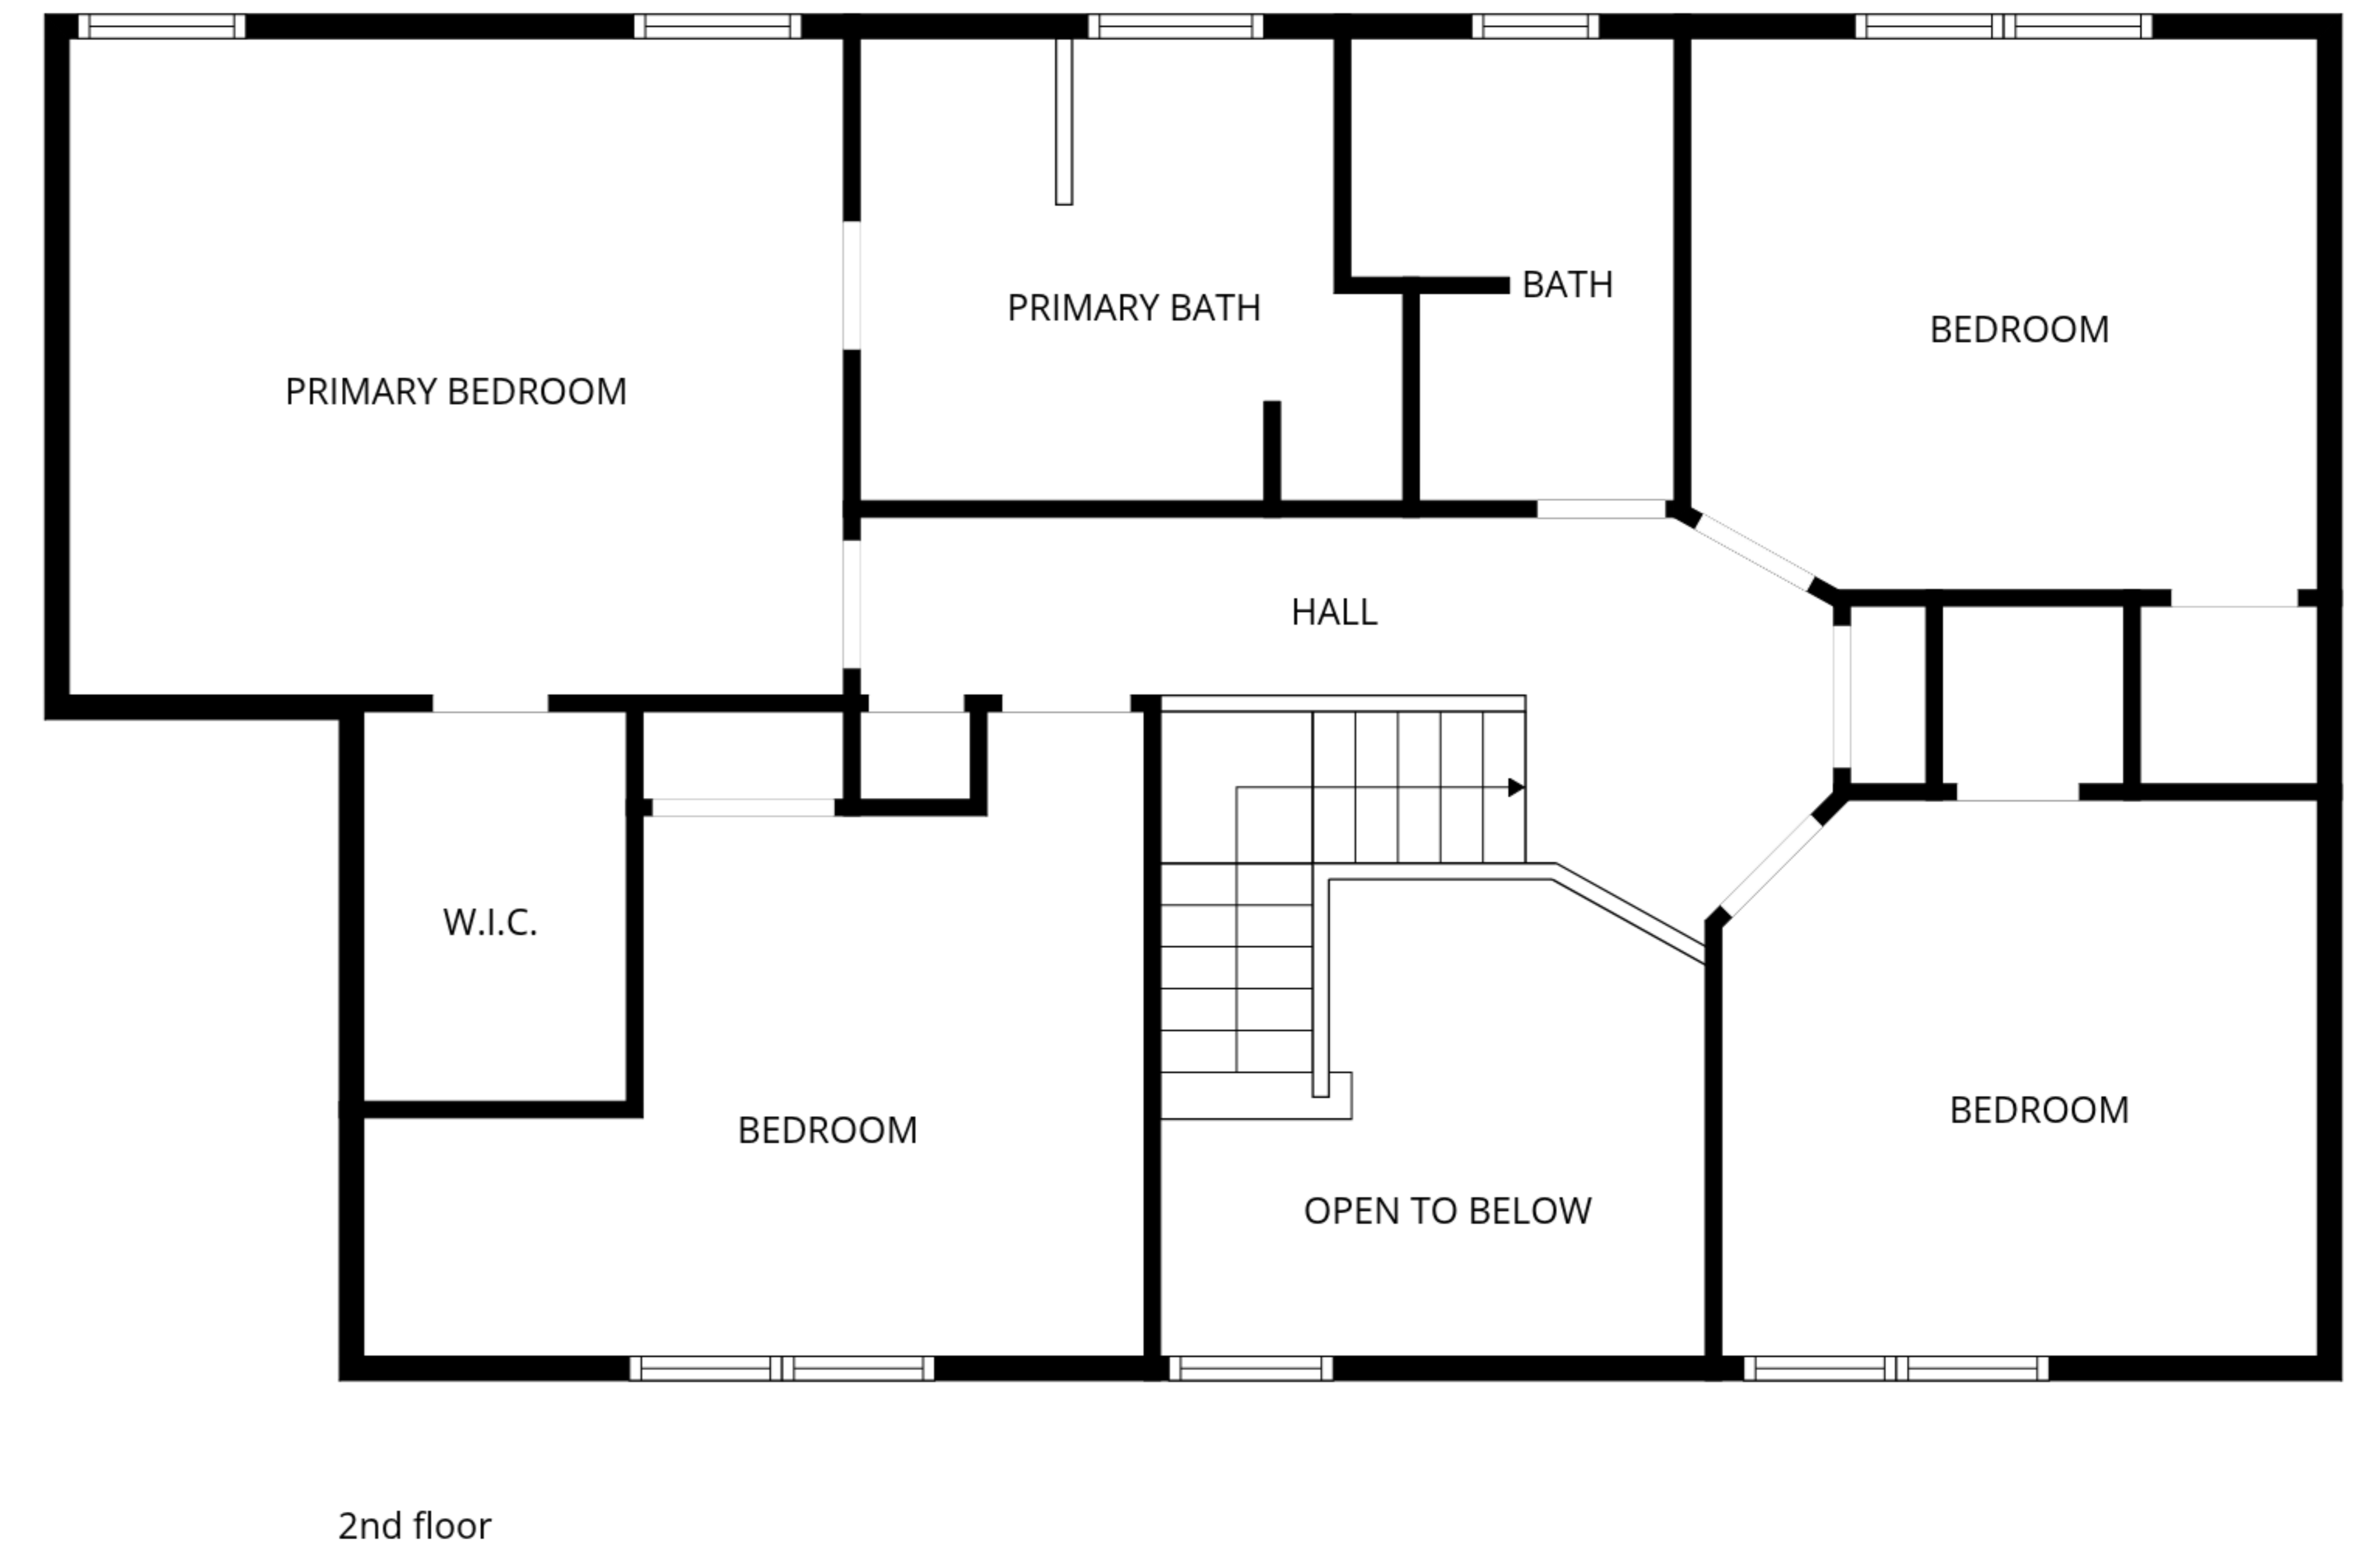 BATH
PRIMARY BATH
BEDROOM
PRIMARY BEDROOM
HALL
W.I.C.
BEDROOM
BEDROOM
OPEN TO BELOW
2nd floor